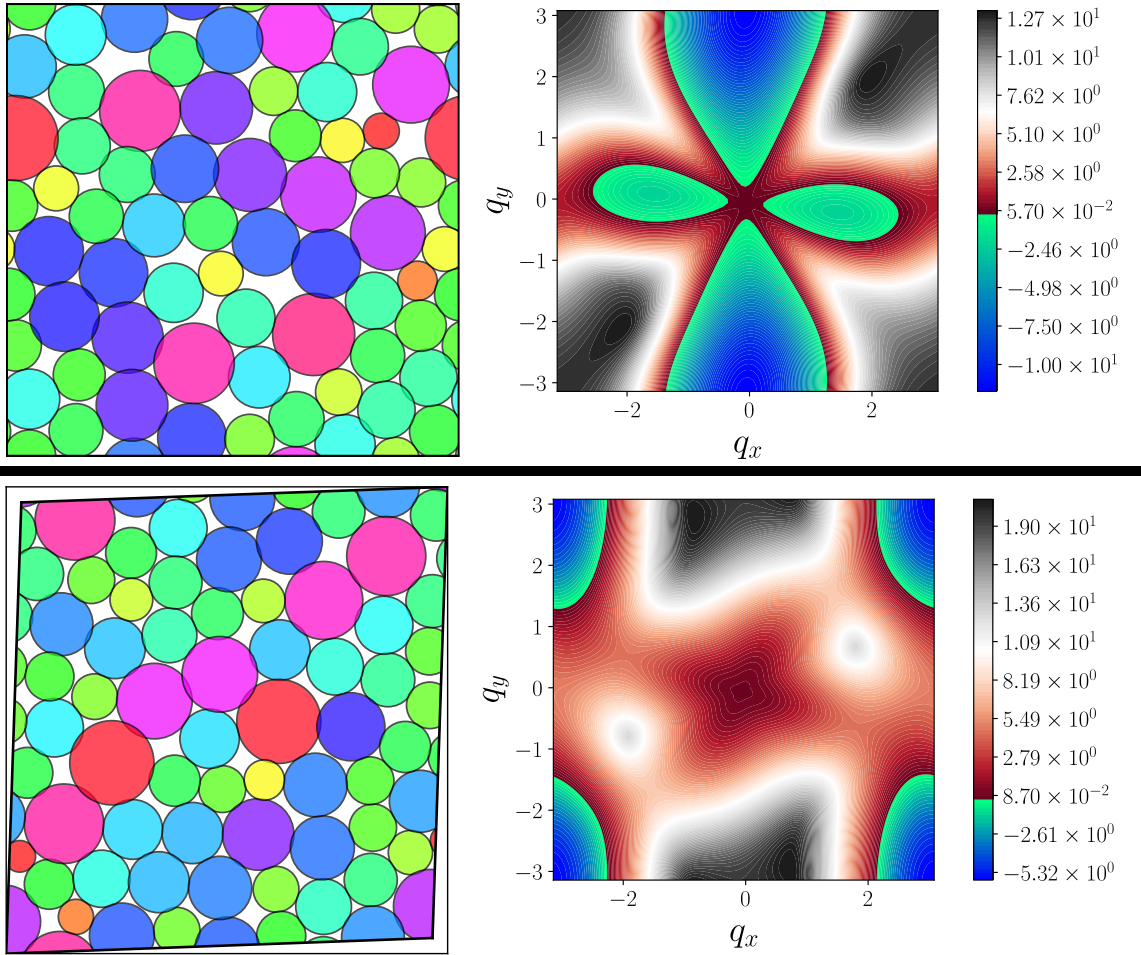 3
2
1
0
−1
−2
−3
q_y
−2
0
2
q_x
1.27 × 10^1
1.01 × 10^1
7.62 × 10^0
5.10 × 10^0
2.58 × 10^0
5.70 × 10^−2
−2.46 × 10^0
−4.98 × 10^0
−7.50 × 10^0
−1.00 × 10^1
3
2
1
0
−1
−2
−3
q_y
−2
0
2
q_x
1.90 × 10^1
1.63 × 10^1
1.36 × 10^1
1.09 × 10^1
8.19 × 10^0
5.49 × 10^0
2.79 × 10^0
8.70 × 10^−2
−2.61 × 10^0
−5.32 × 10^0